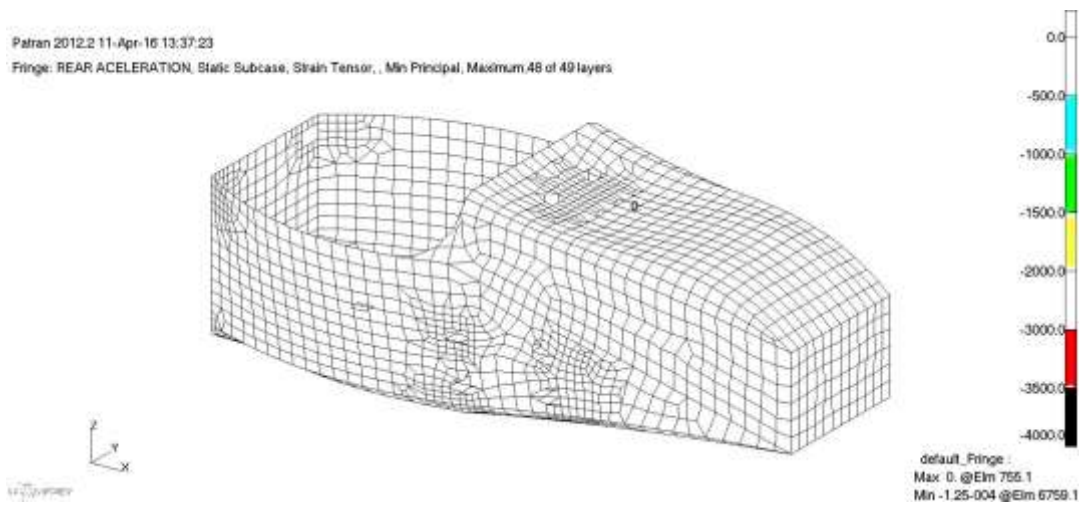 Patran 2012.2 11-Apr-16 13:37:23
Fringe: REAR ACELERATION, Static Subcase, Strain Tensor, , Min Principal, Maximum,48 of 49 layers
0.0
-500.0
-1000.0
-1500.0
-2000.0
-3000.0
-3500.0
-4000.0
Z
Y
X
default_Fringe :
Max 0. @Elm 755.1
Min -1.25-004 @Elm 6759.1